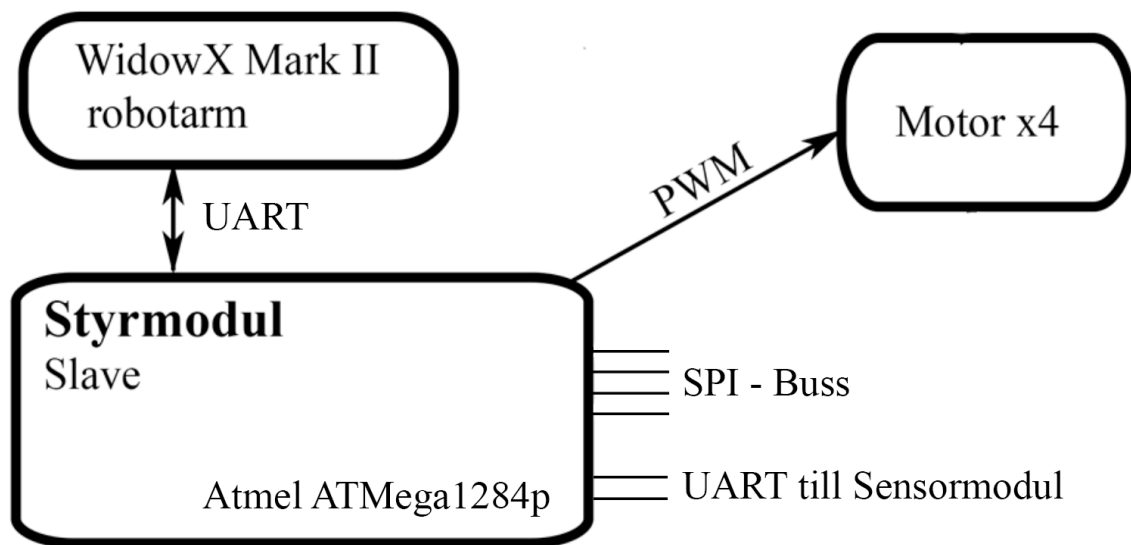 WidowX Mark II
robotarm
Motor x4
PWM
UART
Styrmodul
Slave
SPI - Buss
Atmel ATMega1284p
UART till Sensormodul